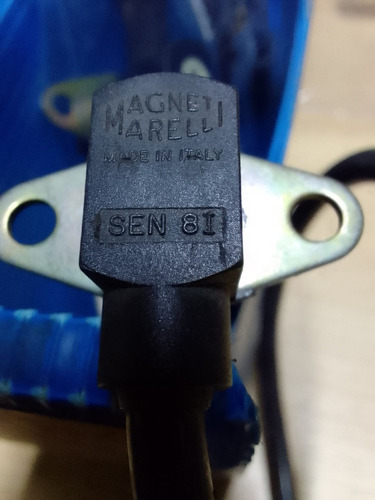 MAGNETI
MARELLI
MADE IN ITALY
SEN 8I